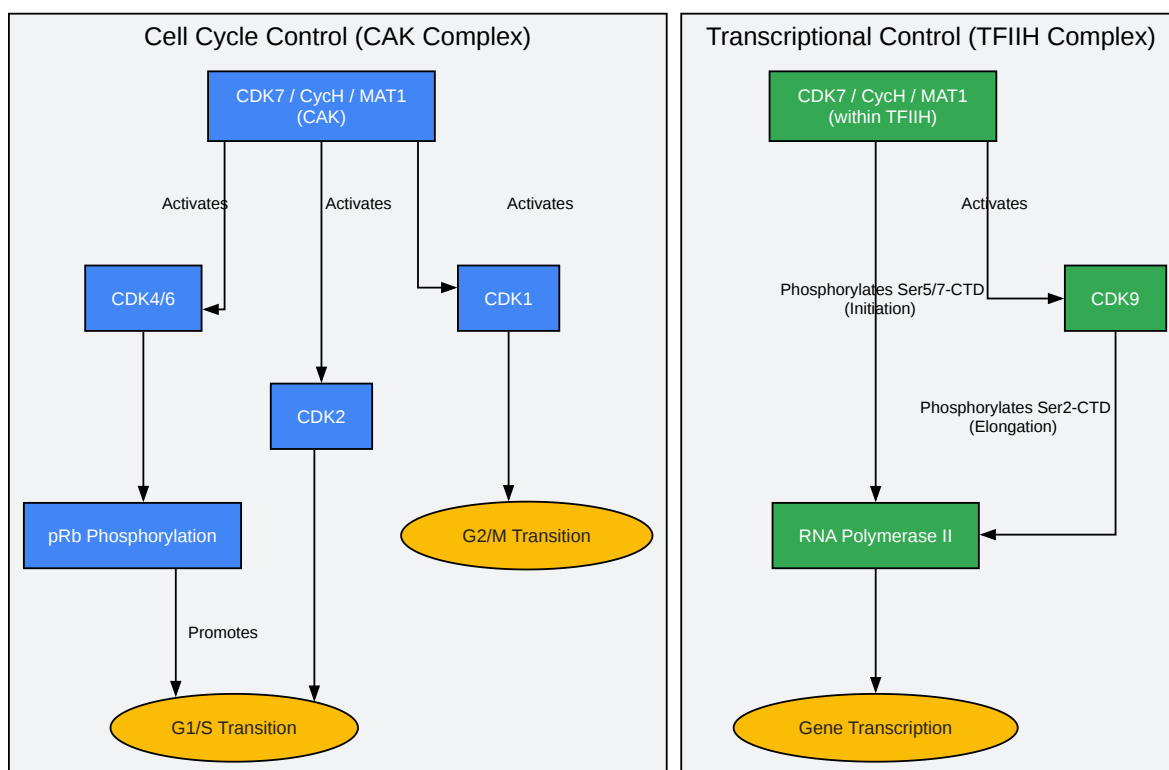 Cell Cycle Control (CAK Complex)
CDK7 / CycH / MAT1
(CAK)
Activates
Activates
Activates
CDK4/6
CDK1
CDK2
pRb Phosphorylation
G2/M Transition
Promotes
G1/S Transition
Transcriptional Control (TFIIH Complex)
CDK7 / CycH / MAT1
(within TFIIH)
Activates
Phosphorylates Ser5/7-CTD
(Initiation)
CDK9
Phosphorylates Ser2-CTD
(Elongation)
RNA Polymerase II
Gene Transcription